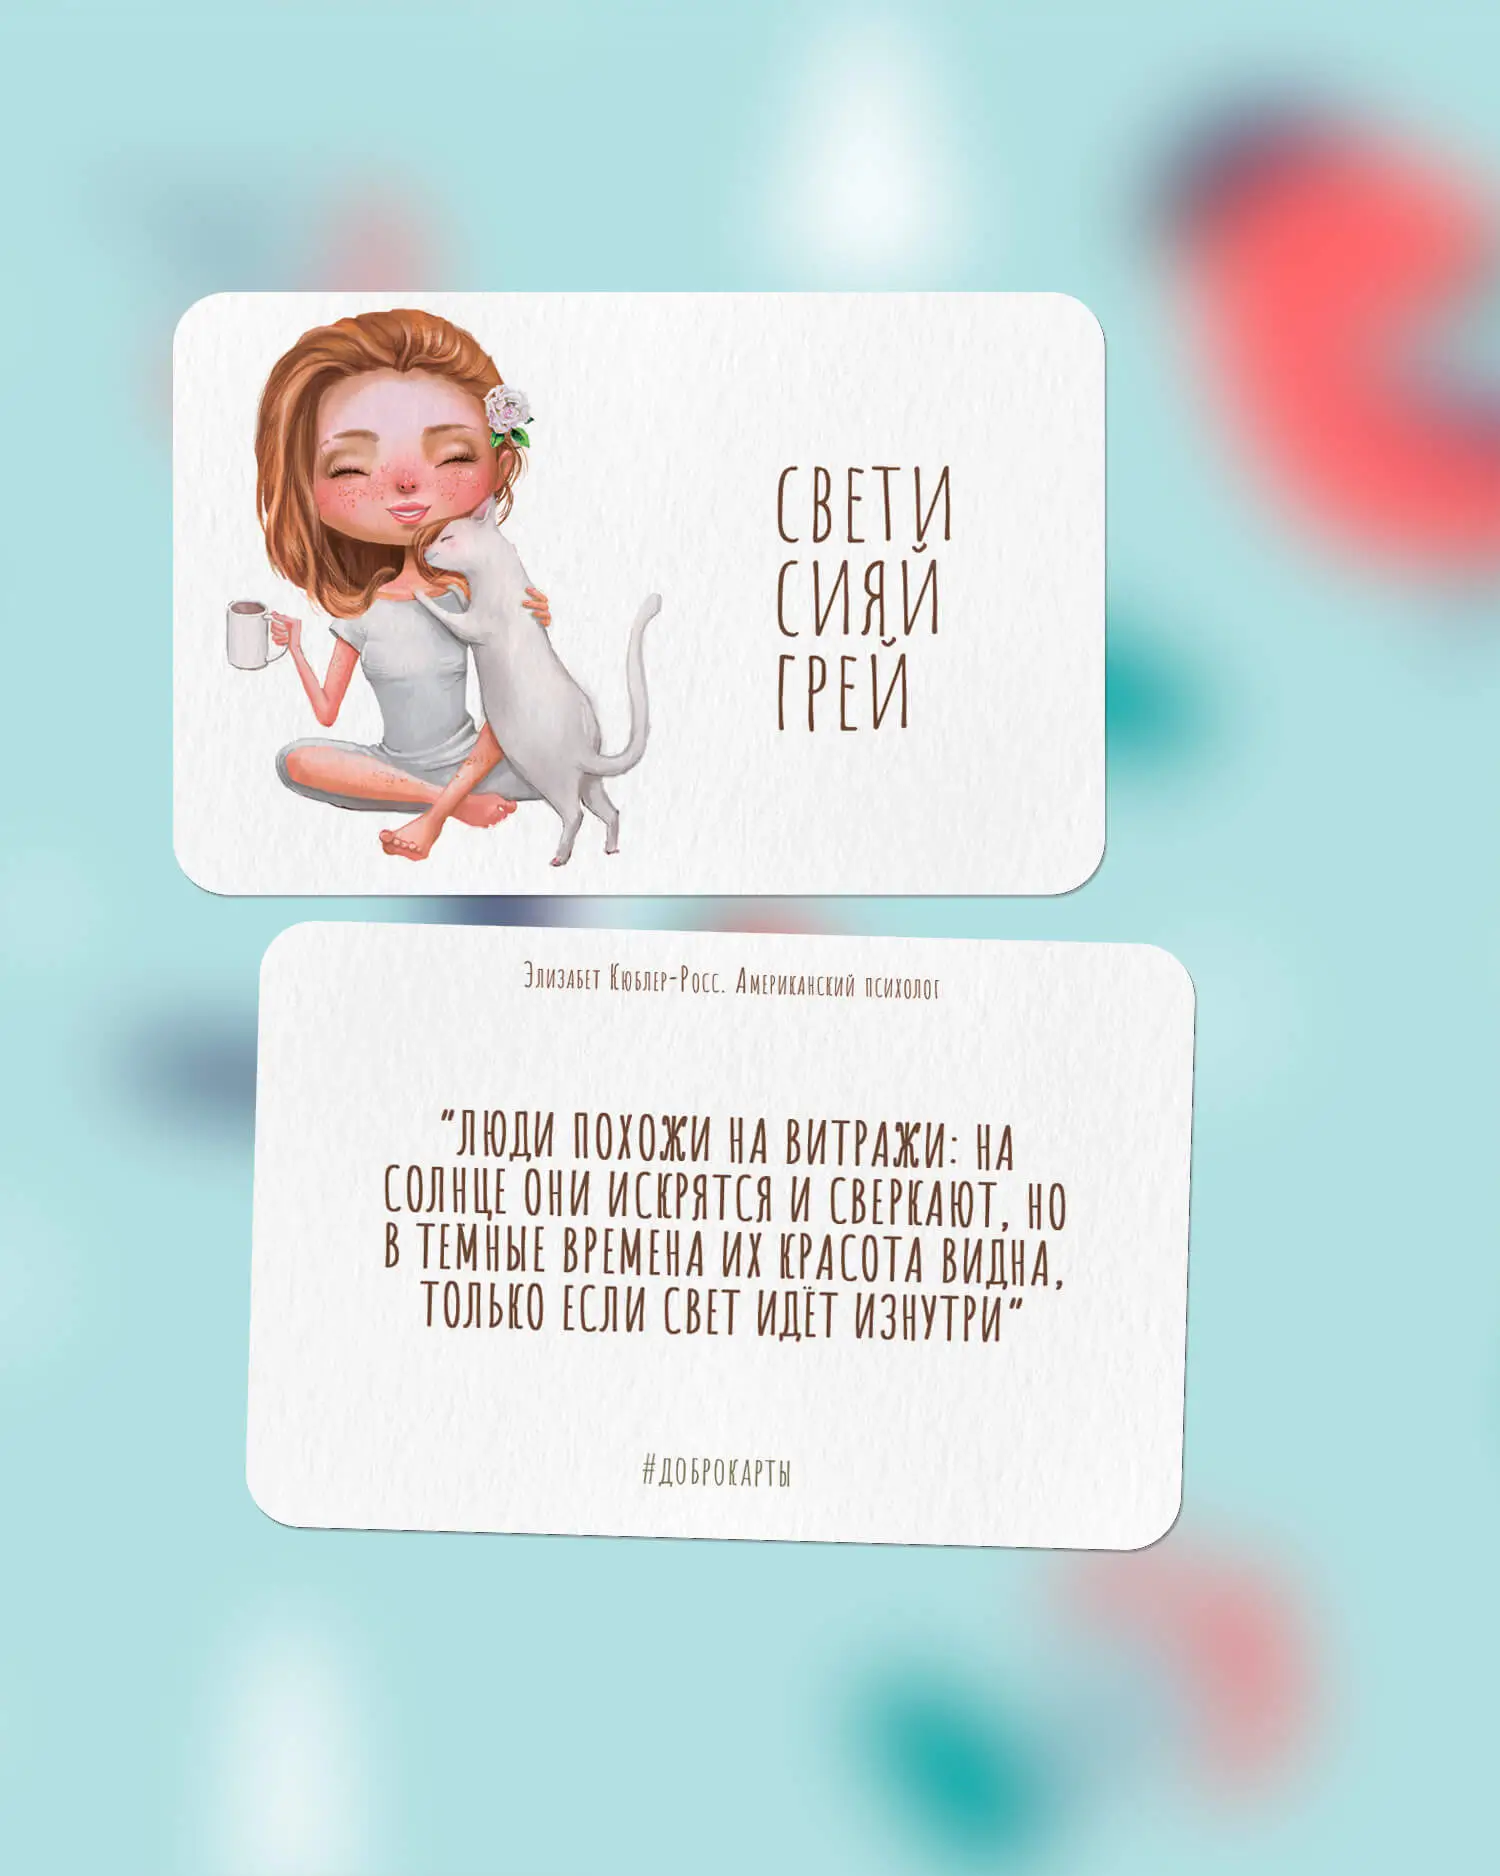 СВЕТИ
СИЯЙ
ГРЕЙ
Элизабет Кюблер-Росс. Американский психолог
"ЛЮДИ ПОХОЖИ НА ВИТРАЖИ: НА
СОЛНЦЕ ОНИ ИСКРЯТСЯ И СВЕРКАЮТ, НО
В ТЕМНЫЕ ВРЕМЕНА ИХ КРАСОТА ВИДНА,
ТОЛЬКО ЕСЛИ СВЕТ ИДЁТ ИЗНУТРИ"
#ДОБРОКАРТЫ